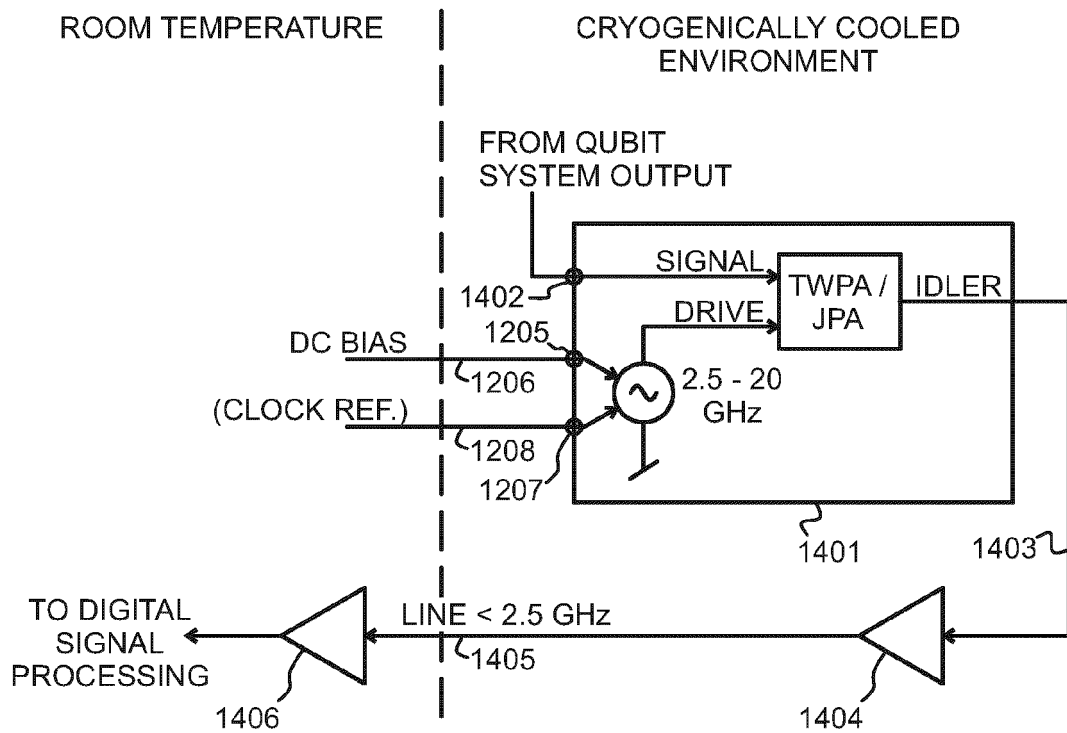 ROOM TEMPERATURE
CRYOGENICALLY COOLED
ENVIRONMENT
FROM QUBIT
SYSTEM OUTPUT
SIGNAL
1402
TWPA /
JPA
IDLER
DRIVE
1205
DC BIAS
1206
2.5 - 20
GHz
(CLOCK REF.)
1208
1207
1401
1403
TO DIGITAL
SIGNAL
PROCESSING
LINE < 2.5 GHz
1405
1406
1404